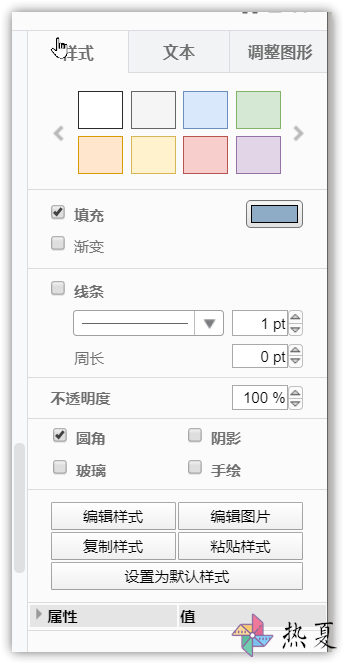 样式 文本 调整图形
填充
渐变
线条
1 pt
周长 0 pt
不透明度 100 %
圆角 阴影
玻璃 手绘
编辑样式 编辑图片
复制样式 粘贴样式
设置为默认样式
属性 值
热夏